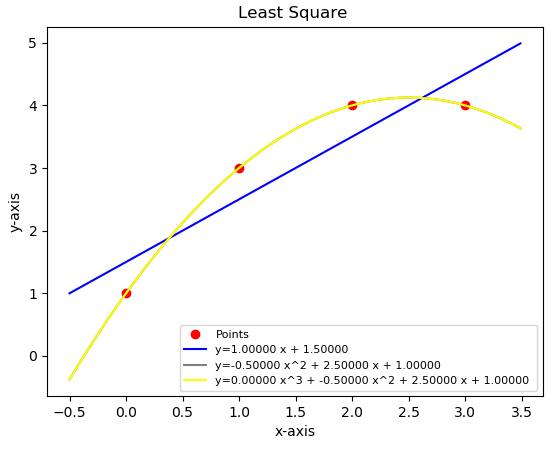 Least Square
y-axis
5
4
3
2
1
0
−0.5 0.0 0.5 1.0 1.5 2.0 2.5 3.0 3.5
x-axis
Points
y=1.00000 x + 1.50000
y=-0.50000 x^2 + 2.50000 x + 1.00000
y=0.00000 x^3 + -0.50000 x^2 + 2.50000 x + 1.00000